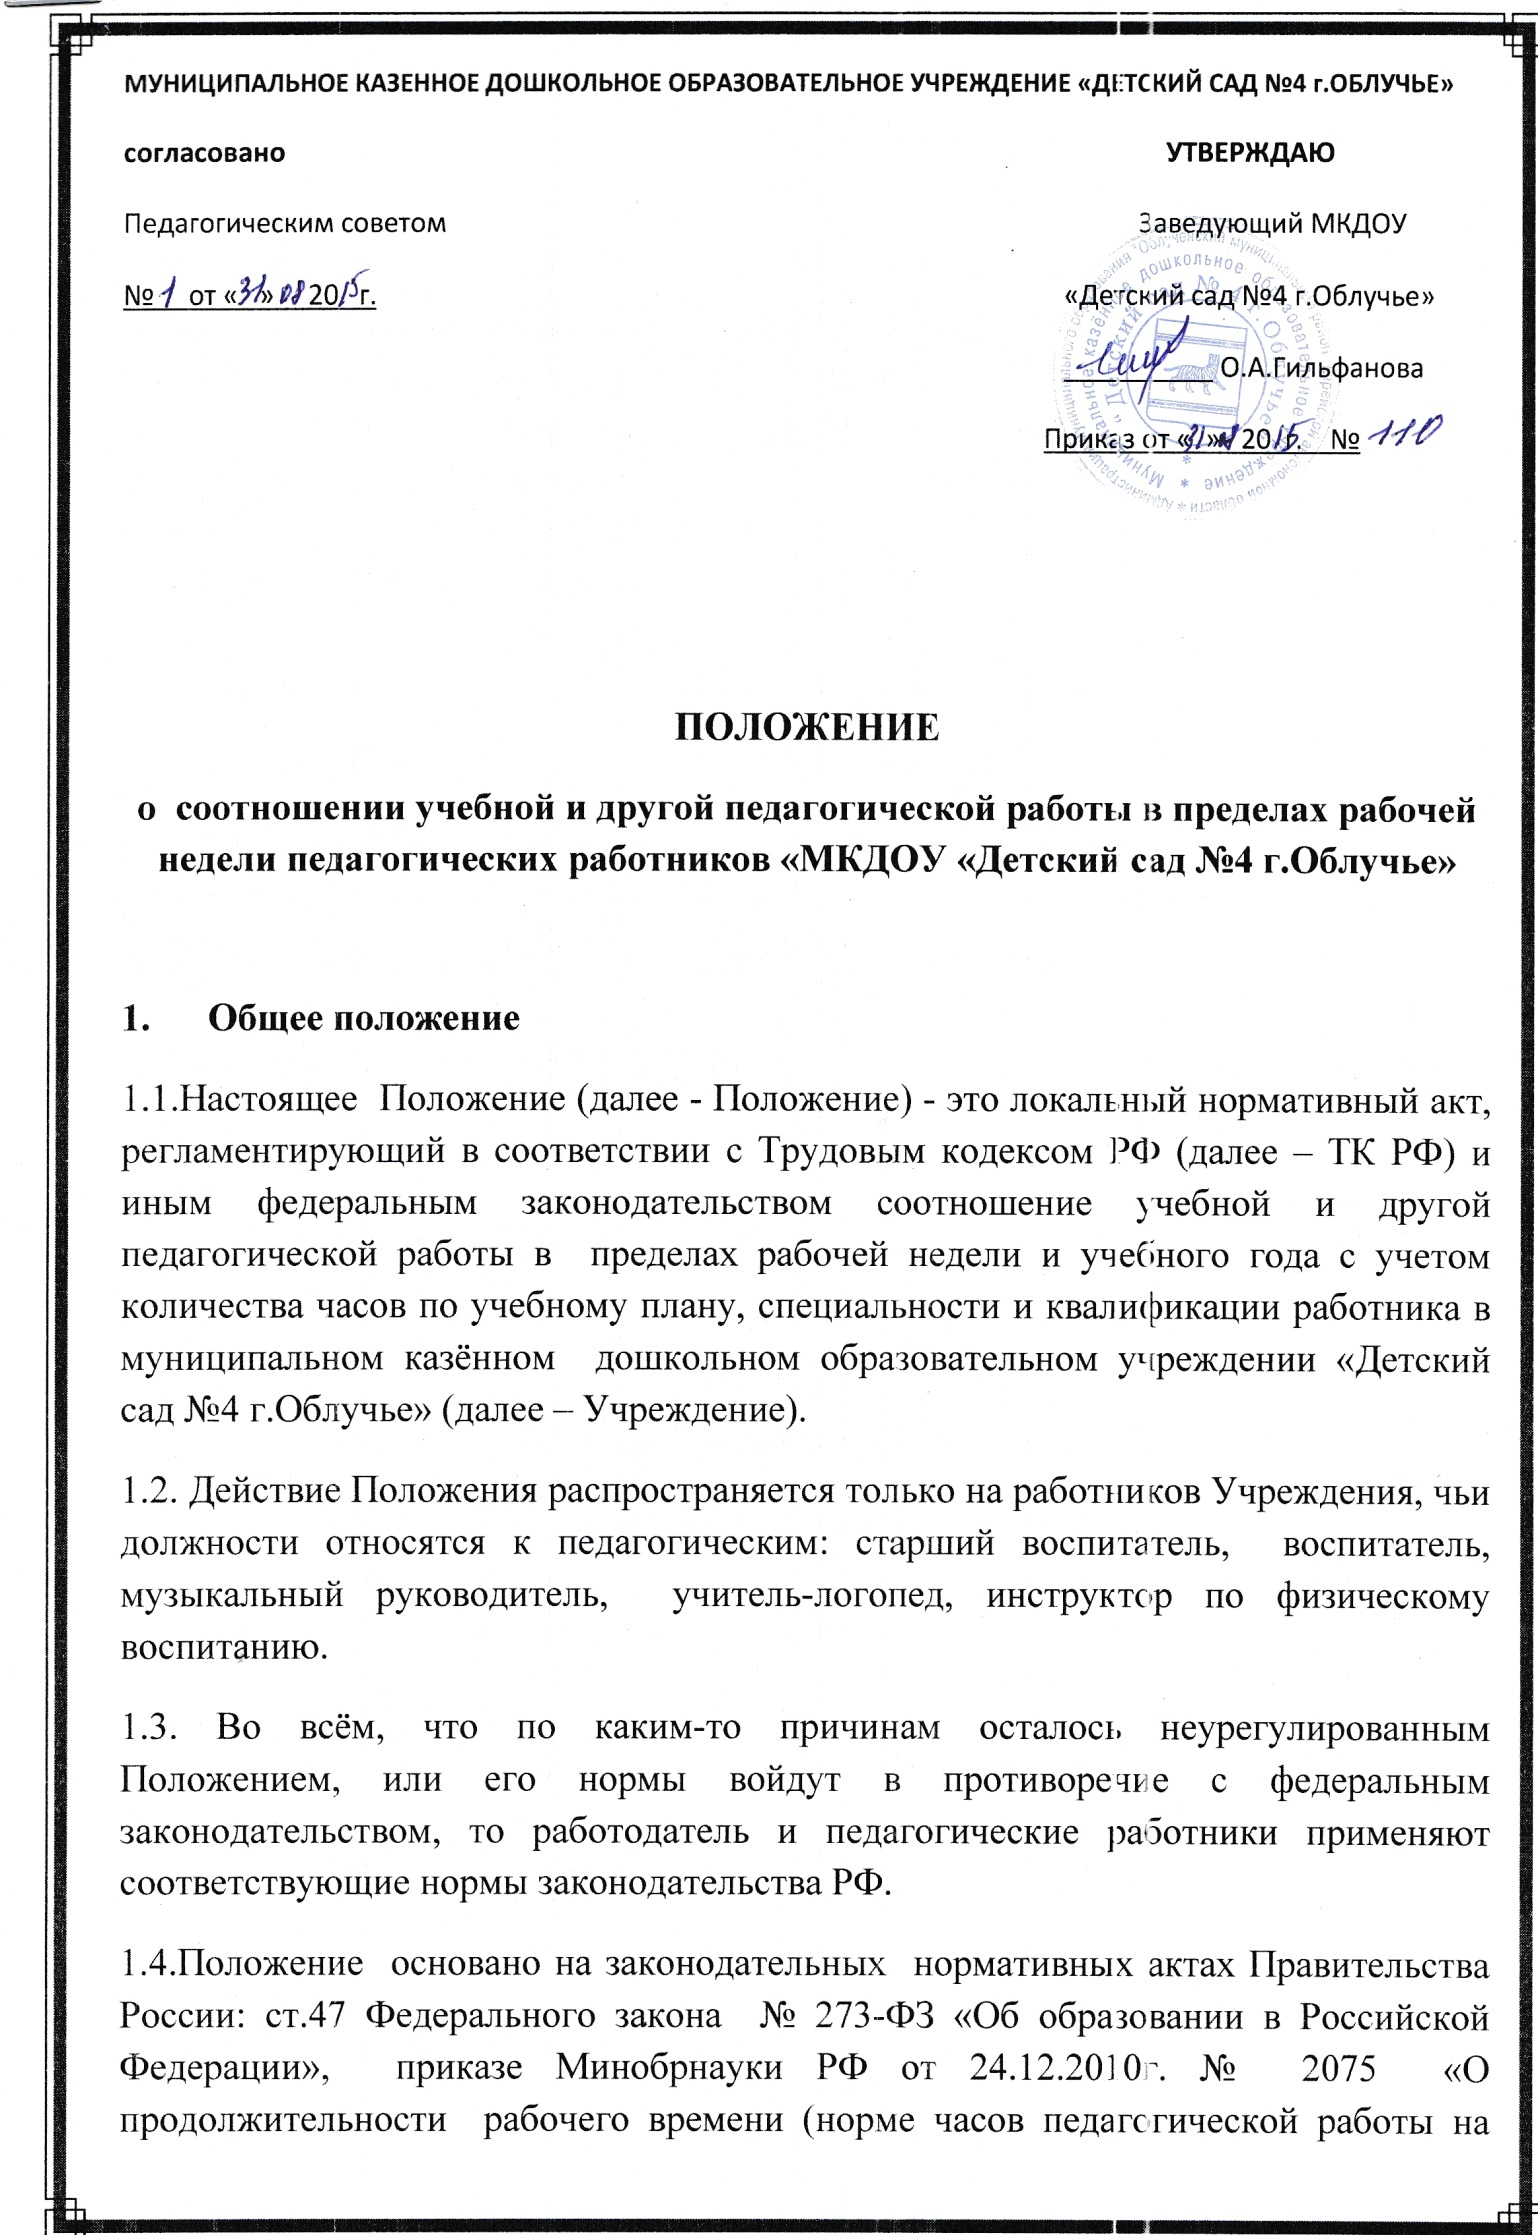 МУНИЦИПАЛЬНОЕ КАЗЕННОЕ ДОШКОЛЬНОЕ ОБРАЗОВАТЕЛЬНОЕ УЧРЕЖДЕНИЕ «ДЕТСКИЙ САД №4 г.ОБЛУЧЬЕ»
согласовано УТВЕРЖДАЮ
Педагогическим советом Заведующий МКДОУ
№ 1 от «31» 08 2015г. «Детский сад №4 г.Облучье»
О.А.Гильфанова
Приказ от «31» 08 2015г. № 110
ПОЛОЖЕНИЕ
о соотношении учебной и другой педагогической работы в пределах рабочей
недели педагогических работников «МКДОУ «Детский сад №4 г.Облучье»
1. Общее положение
1.1.Настоящее Положение (далее - Положение) - это локальный нормативный акт,
регламентирующий в соответствии с Трудовым кодексом РФ (далее – ТК РФ) и
иным федеральным законодательством соотношение учебной и другой
педагогической работы в пределах рабочей недели и учебного года с учетом
количества часов по учебному плану, специальности и квалификации работника в
муниципальном казённом дошкольном образовательном учреждении «Детский
сад №4 г.Облучье» (далее – Учреждение).
1.2. Действие Положения распространяется только на работников Учреждения, чьи
должности относятся к педагогическим: старший воспитатель, воспитатель,
музыкальный руководитель, учитель-логопед, инструктор по физическому
воспитанию.
1.3. Во всём, что по каким-то причинам осталось неурегулированным
Положением, или его нормы войдут в противоречие с федеральным
законодательством, то работодатель и педагогические работники применяют
соответствующие нормы законодательства РФ.
1.4.Положение основано на законодательных нормативных актах Правительства
России: ст.47 Федерального закона № 273-ФЗ «Об образовании в Российской
Федерации», приказе Минобрнауки РФ от 24.12.2010г. № 2075 «О
продолжительности рабочего времени (норме часов педагогической работы на